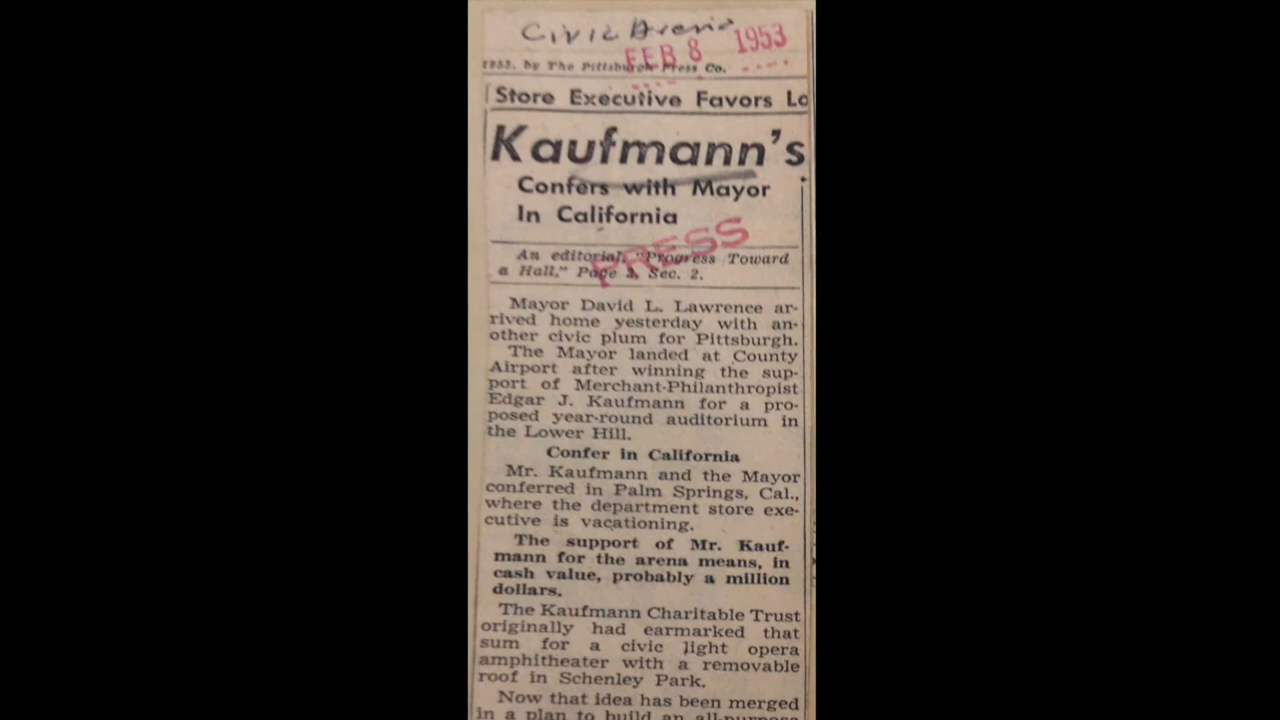 Civic Arena
FEB 8 1953
1953, by The Pittsburgh Press Co.
Store Executive Favors Lo
Kaufmann's
Confers with Mayor
In California
PRESS
An editorial, "Progress Toward
a Hall," Page 2, Sec. 2.
Mayor David L. Lawrence ar-
rived home yesterday with an-
other civic plum for Pittsburgh.
The Mayor landed at County
Airport after winning the sup-
port of Merchant-Philanthropist
Edgar J. Kaufmann for a pro-
posed year-round auditorium in
the Lower Hill.
Confer in California
Mr. Kaufmann and the Mayor
conferred in Palm Springs, Cal.,
where the department store exe-
cutive is vacationing.
The support of Mr. Kauf-
mann for the arena means, in
cash value, probably a million
dollars.
The Kaufmann Charitable Trust
originally had earmarked that
sum for a civic light opera
amphitheater with a removable
roof in Schenley Park.
Now that idea has been merged
in a plan to build an all-purpose